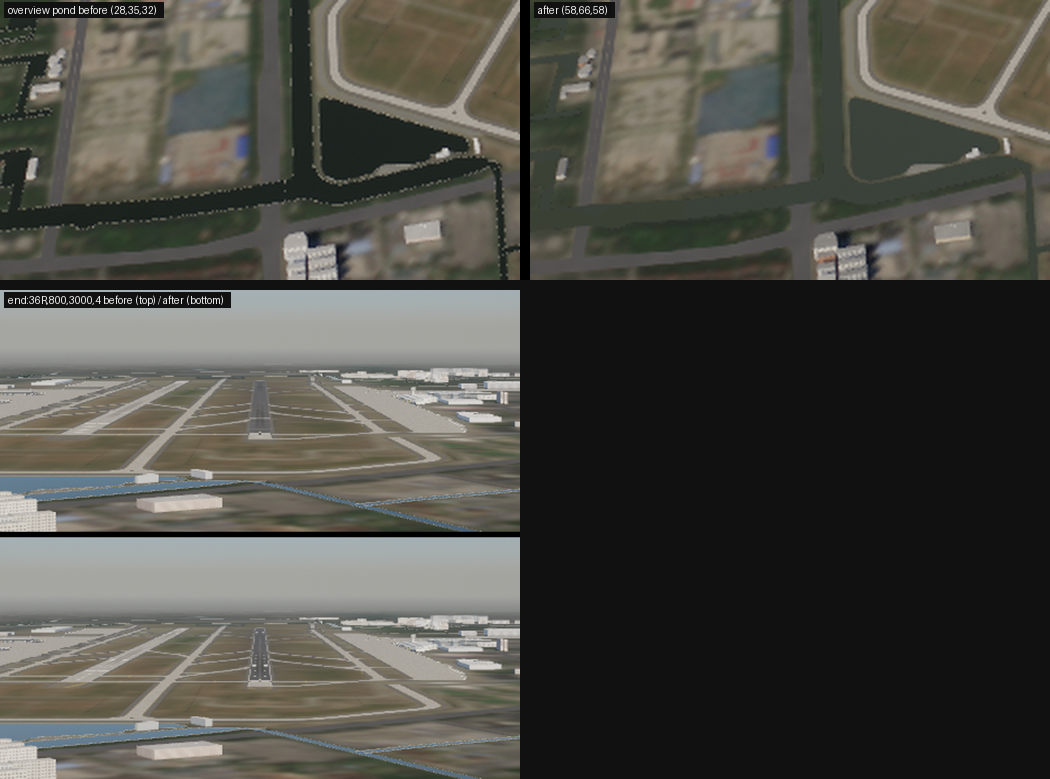 overview pond before (28,35,32)
after (58,66,58)
end:36R,800,3000,4 before (top) / after (bottom)